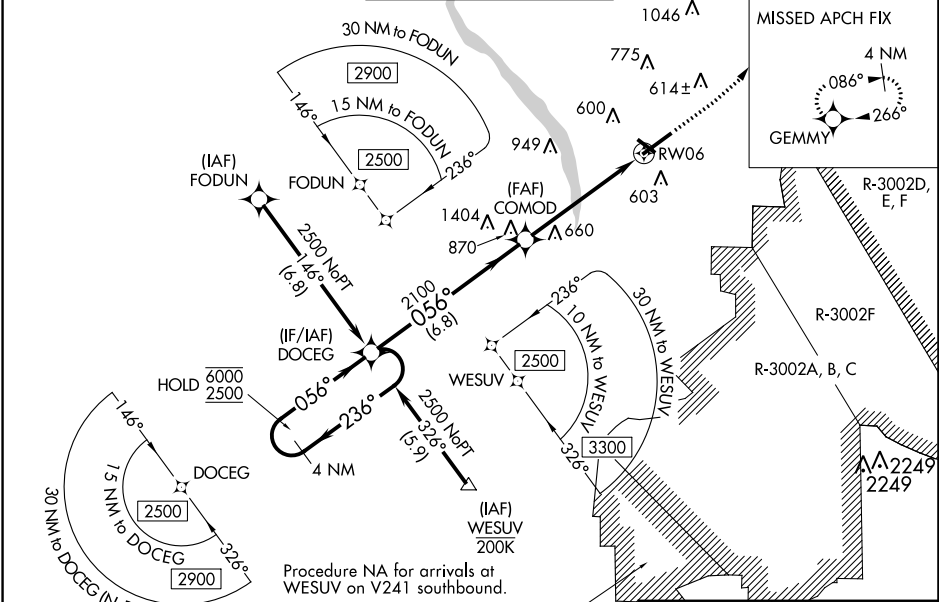 1046
MISSED APCH FIX
4 NM
086°
266°
GEMMY
30 NM to FODUN
2900
146°
15 NM to FODUN
2500
236°
FODUN
775
614±
600
949
RW06
603
R-3002D,
E, F
(IAF)
FODUN
(FAF)
COMOD
1404
870
660
2500 NoPT
146°
(6.8)
2100
056°
(6.8)
(IF/IAF)
DOCEG
HOLD
6000
2500
056°
236°
4 NM
2500 NoPT
326°
(5.9)
(IAF)
WESUV
200K
236°
10 NM to WESUV
30 NM to WESUV
2500
WESUV
326°
3300
R-3002F
R-3002A, B, C
2249
2249
146°
DOCEG
15 NM to DOCEG
2500
326°
30 NM to DOCEG
2900
Procedure NA for arrivals at
WESUV on V241 southbound.